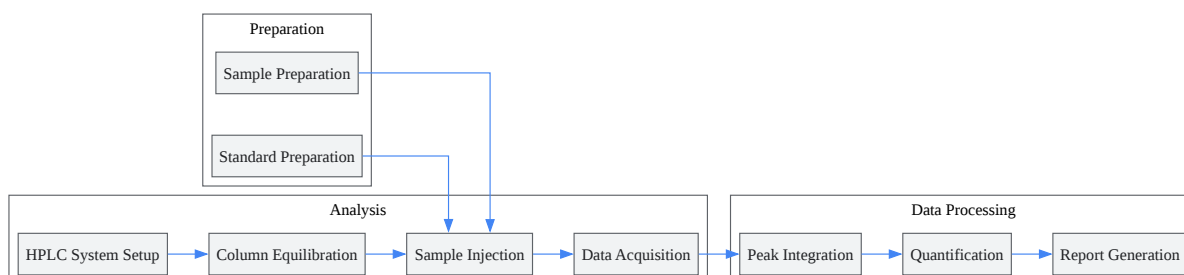 Preparation
Sample Preparation
Standard Preparation
Analysis
HPLC System Setup
Column Equilibration
Sample Injection
Data Acquisition
Data Processing
Peak Integration
Quantification
Report Generation